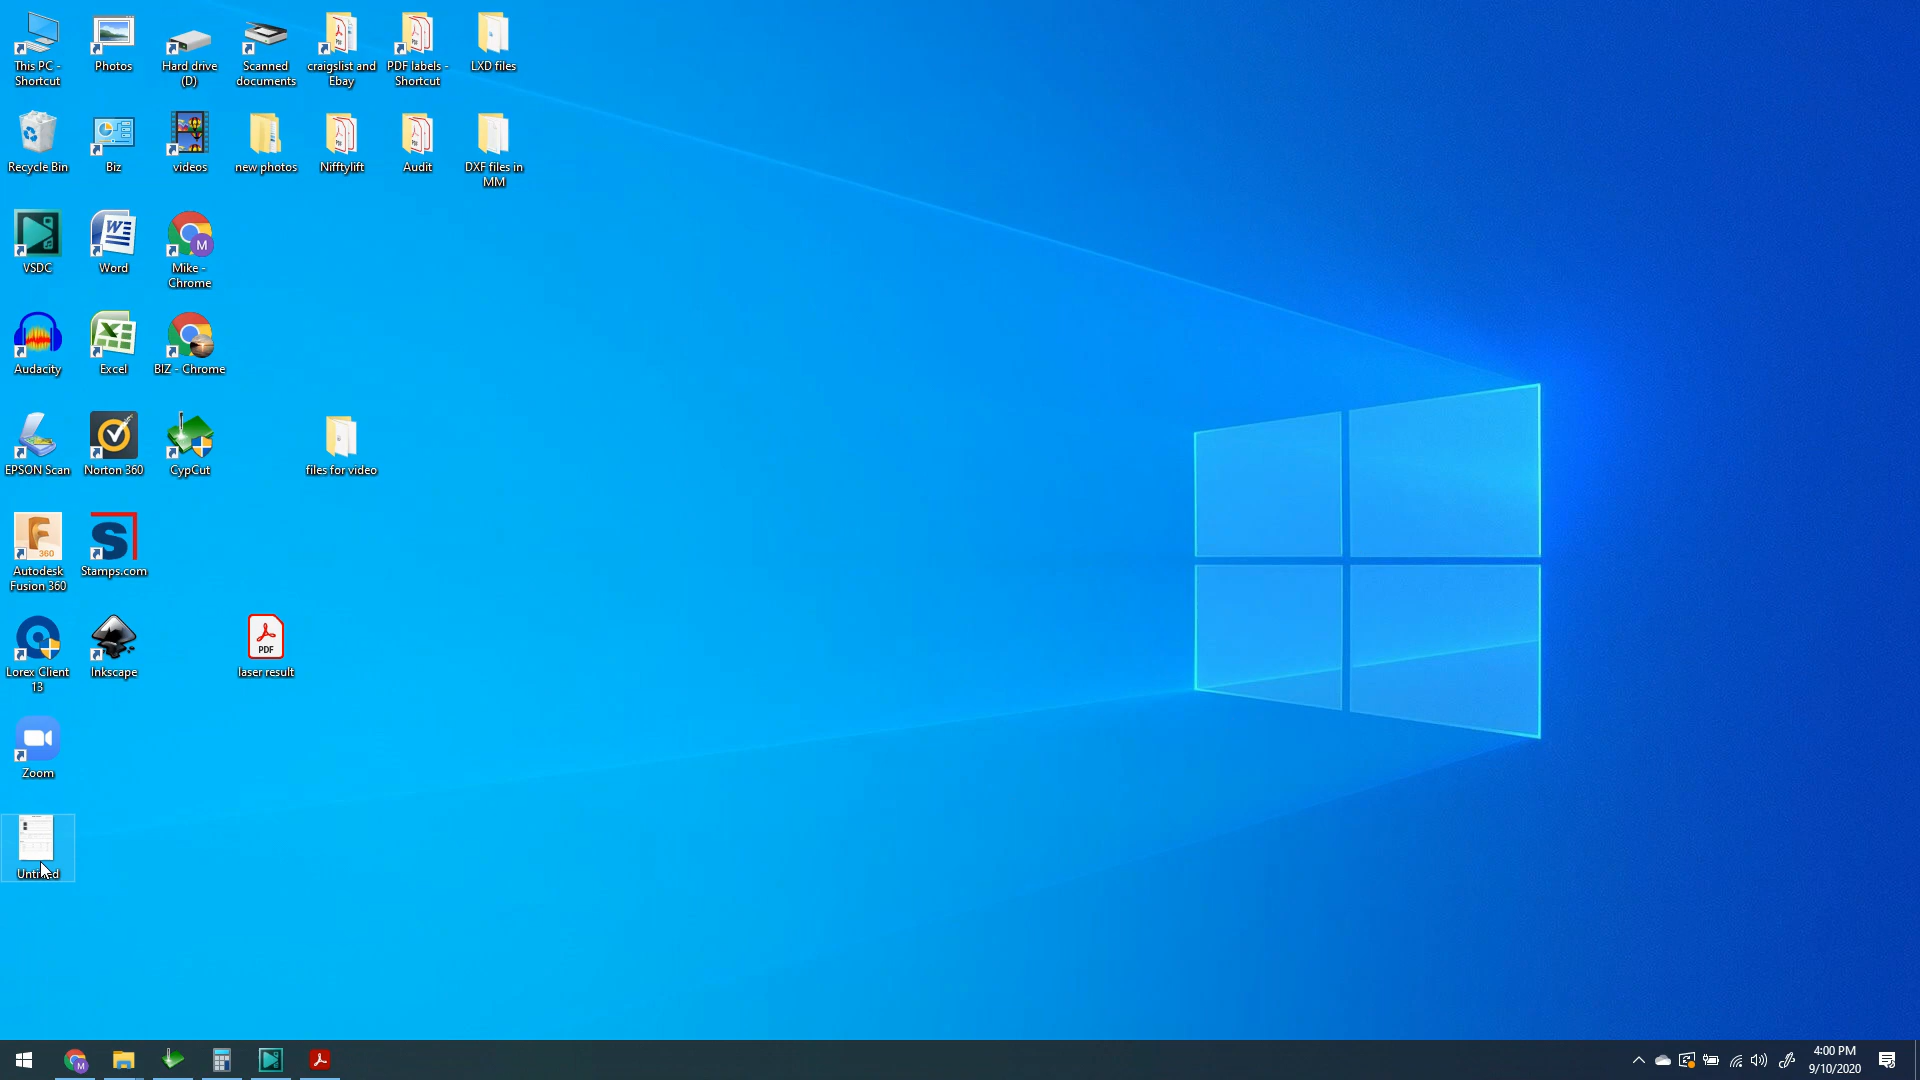 This PC -
Shortcut
Photos
Hard drive
(D)
Scanned
documents
craigslist and
Ebay
PDF labels -
Shortcut
LXD files
Recycle Bin
Biz
videos
new photos
Nifftylift
Audit
DXF files in
MM
VSDC
Word
Mike -
Chrome
Audacity
Excel
BIZ - Chrome
EPSON Scan
Norton 360
CypCut
files for video
Autodesk
Fusion 360
Stamps.com
Lorex Client
13
Inkscape
PDF
laser result
Zoom
Untitled
4:00 PM
9/10/2020